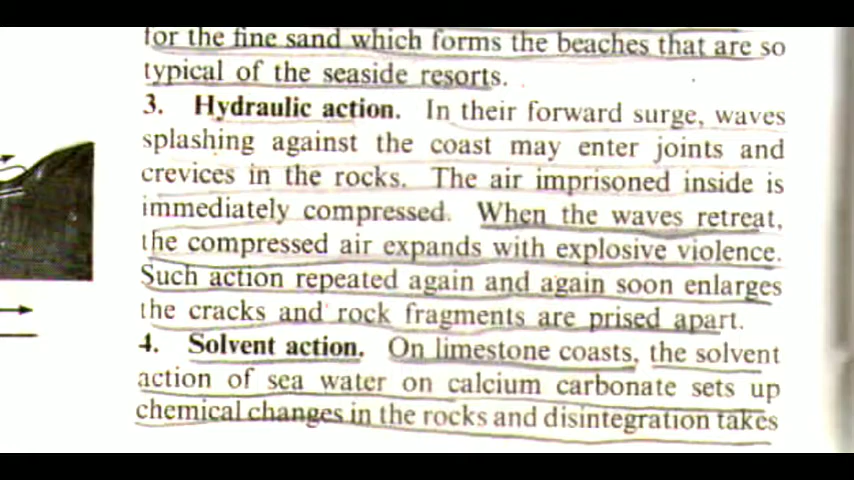 for the fine sand which forms the beaches that are so
typical of the seaside resorts.
3. Hydraulic action. In their forward surge, waves
splashing against the coast may enter joints and
crevices in the rocks. The air imprisoned inside is
immediately compressed. When the waves retreat,
the compressed air expands with explosive violence.
Such action repeated again and again soon enlarges
the cracks and rock fragments are prised apart.
4. Solvent action. On limestone coasts, the solvent
action of sea water on calcium carbonate sets up
chemical changes in the rocks and disintegration takes